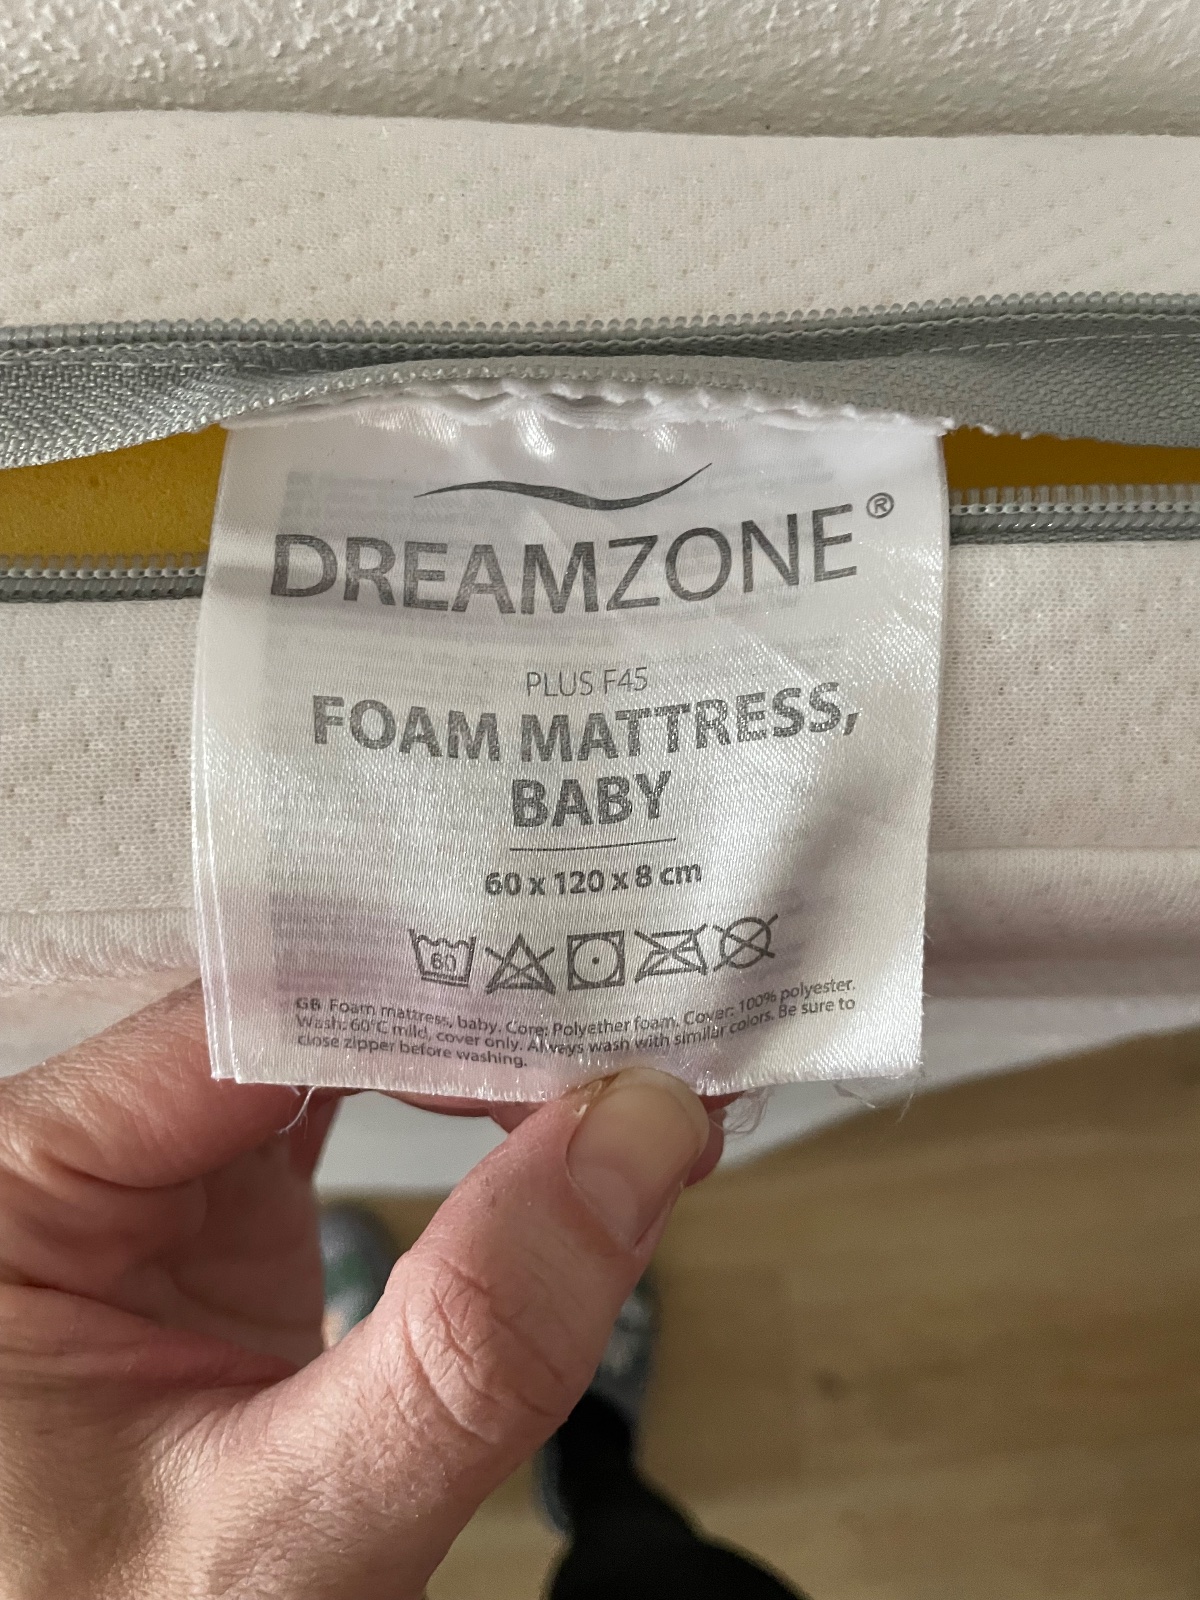 DREAMZONE®
PLUS F45
FOAM MATTRESS,
BABY
60 x 120 x 8 cm
60
GB Foam mattress, baby. Core: Polyether foam. Cover: 100% polyester.
Wash: 60°C mild, cover only. Always wash with similar colors. Be sure to
close zipper before washing.